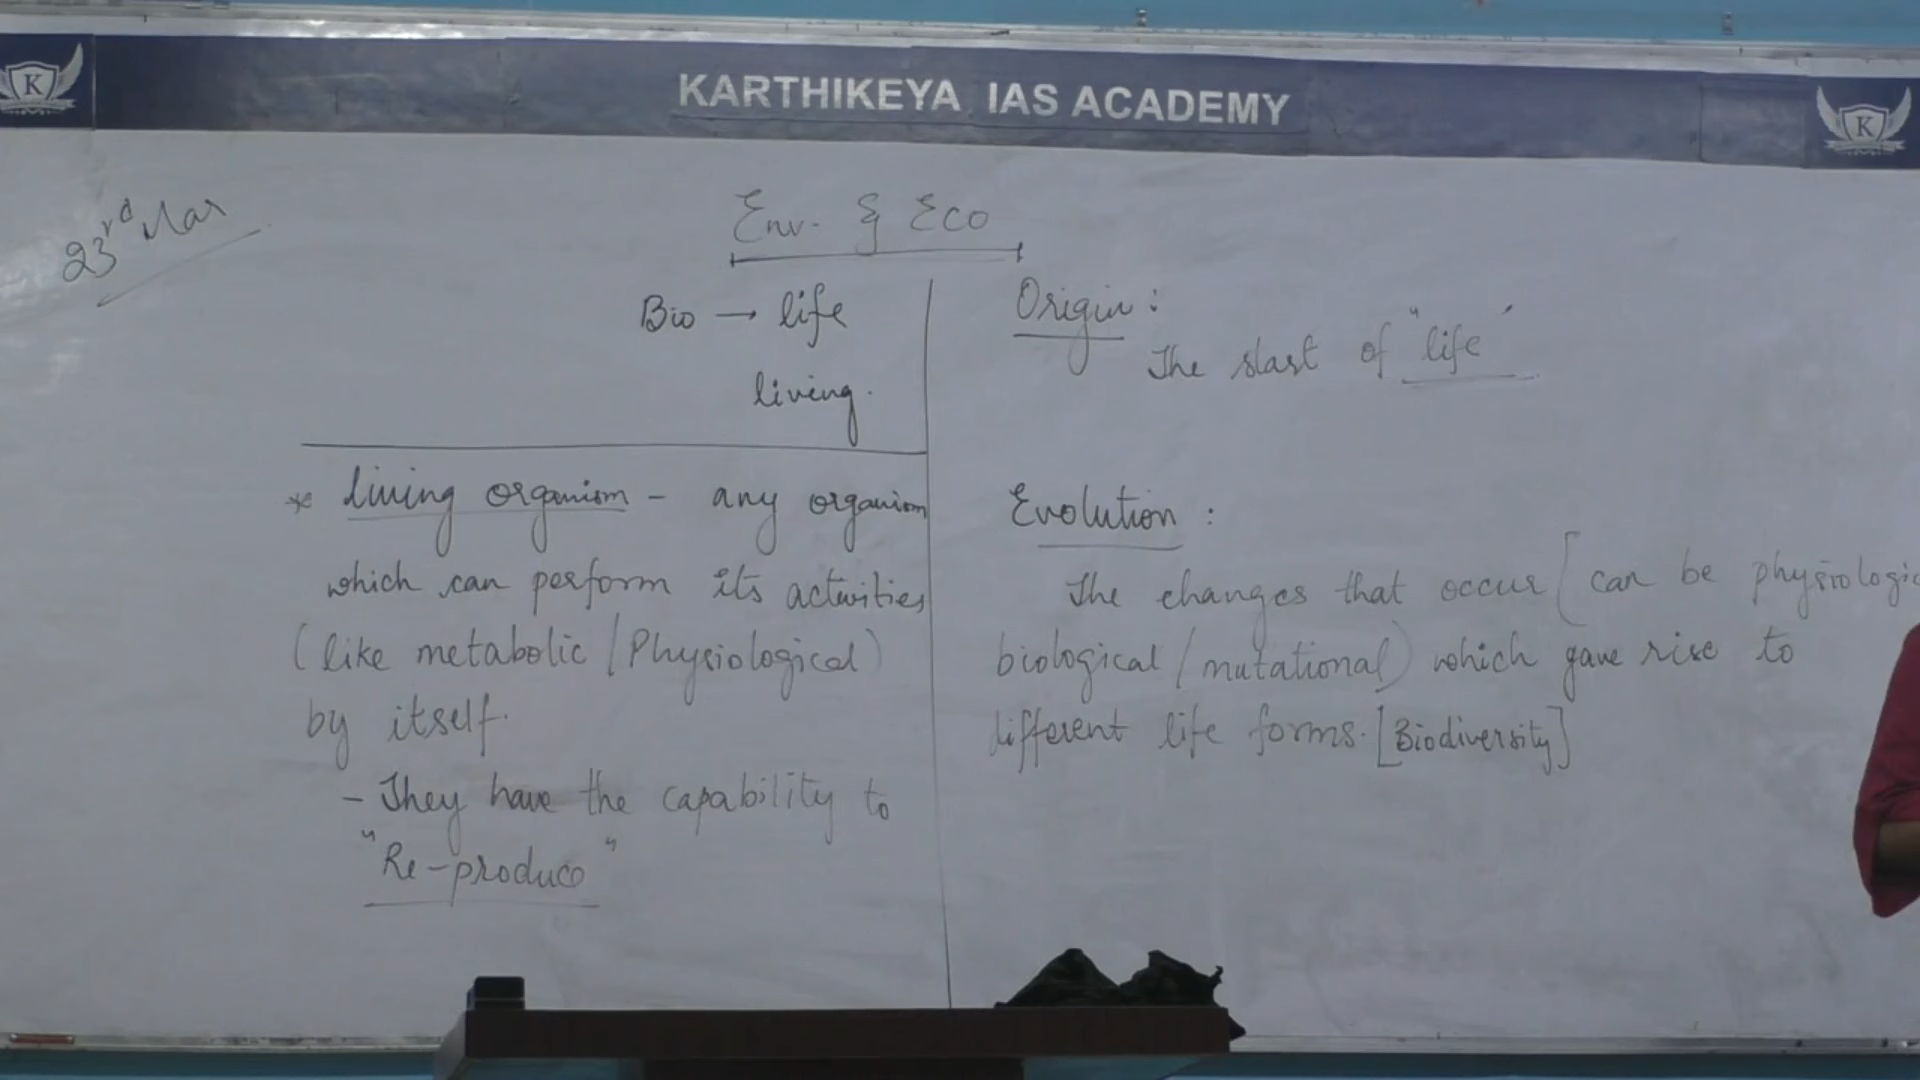 KARTHIKEYA IAS ACADEMY
K
K
23rd Mar
Env. & Eco
Bio → life
living.
* living organism - any organism
which can perform its activities
(like metabolic / Physiological)
by itself.
- They have the capability to
"Re-produce"
Origin :
The start of "life"
Evolution :
The changes that occur [can be physiologic
biological / mutational) which gave rise to
different life forms. [Biodiversity]